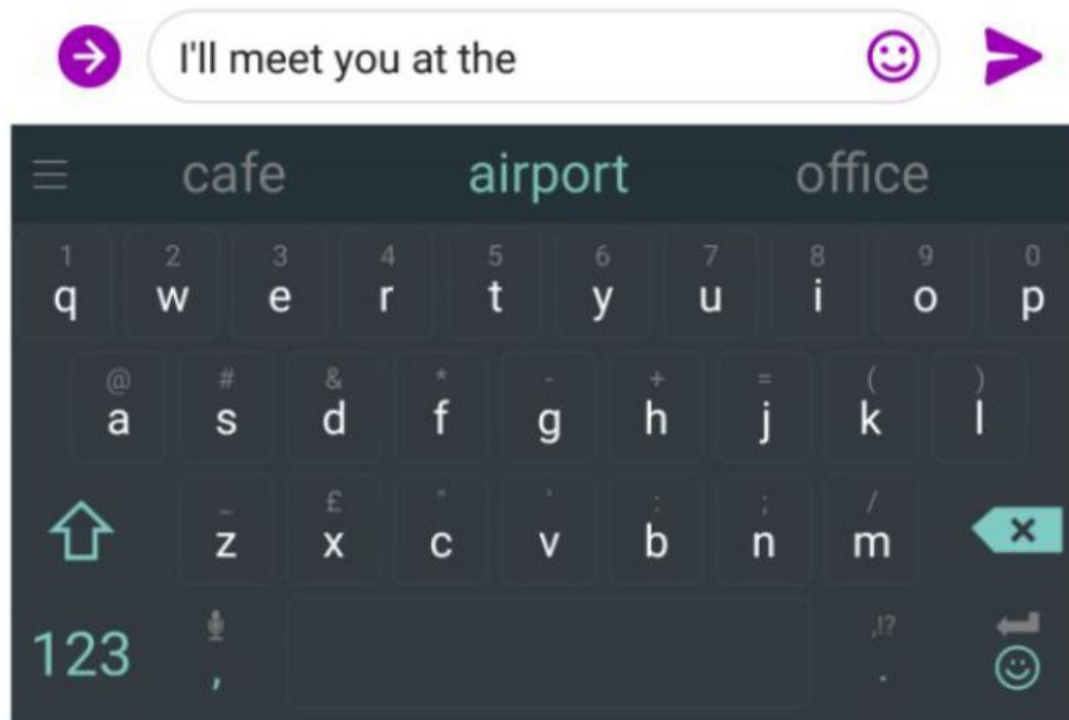 I'll meet you at the
cafe airport office
1 2 3 4 5 6 7 8 9 0
q w e r t y u i o p
@ # & * - + = ( )
a s d f g h j k l
_ £ " ' : ; /
z x c v b n m
123 , ,!? .